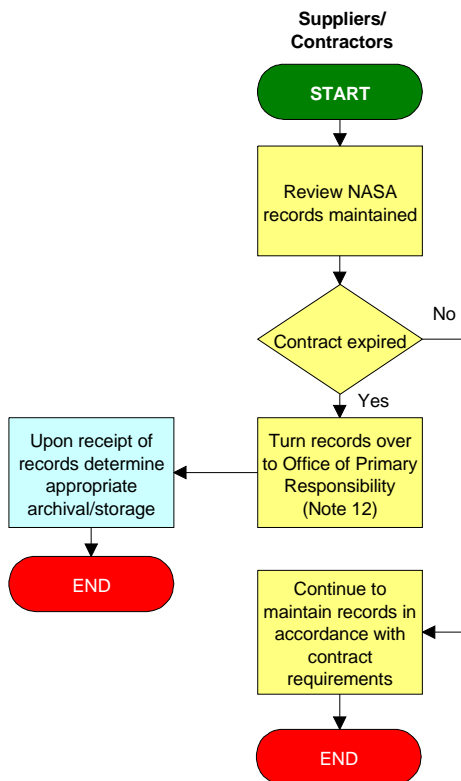 Suppliers/
Contractors
START
Review NASA
records maintained
Contract expired
No
Yes
Upon receipt of
records determine
appropriate
archival/storage
Turn records over
to Office of Primary
Responsibility
(Note 12)
END
Continue to
maintain records in
accordance with
contract
requirements
END